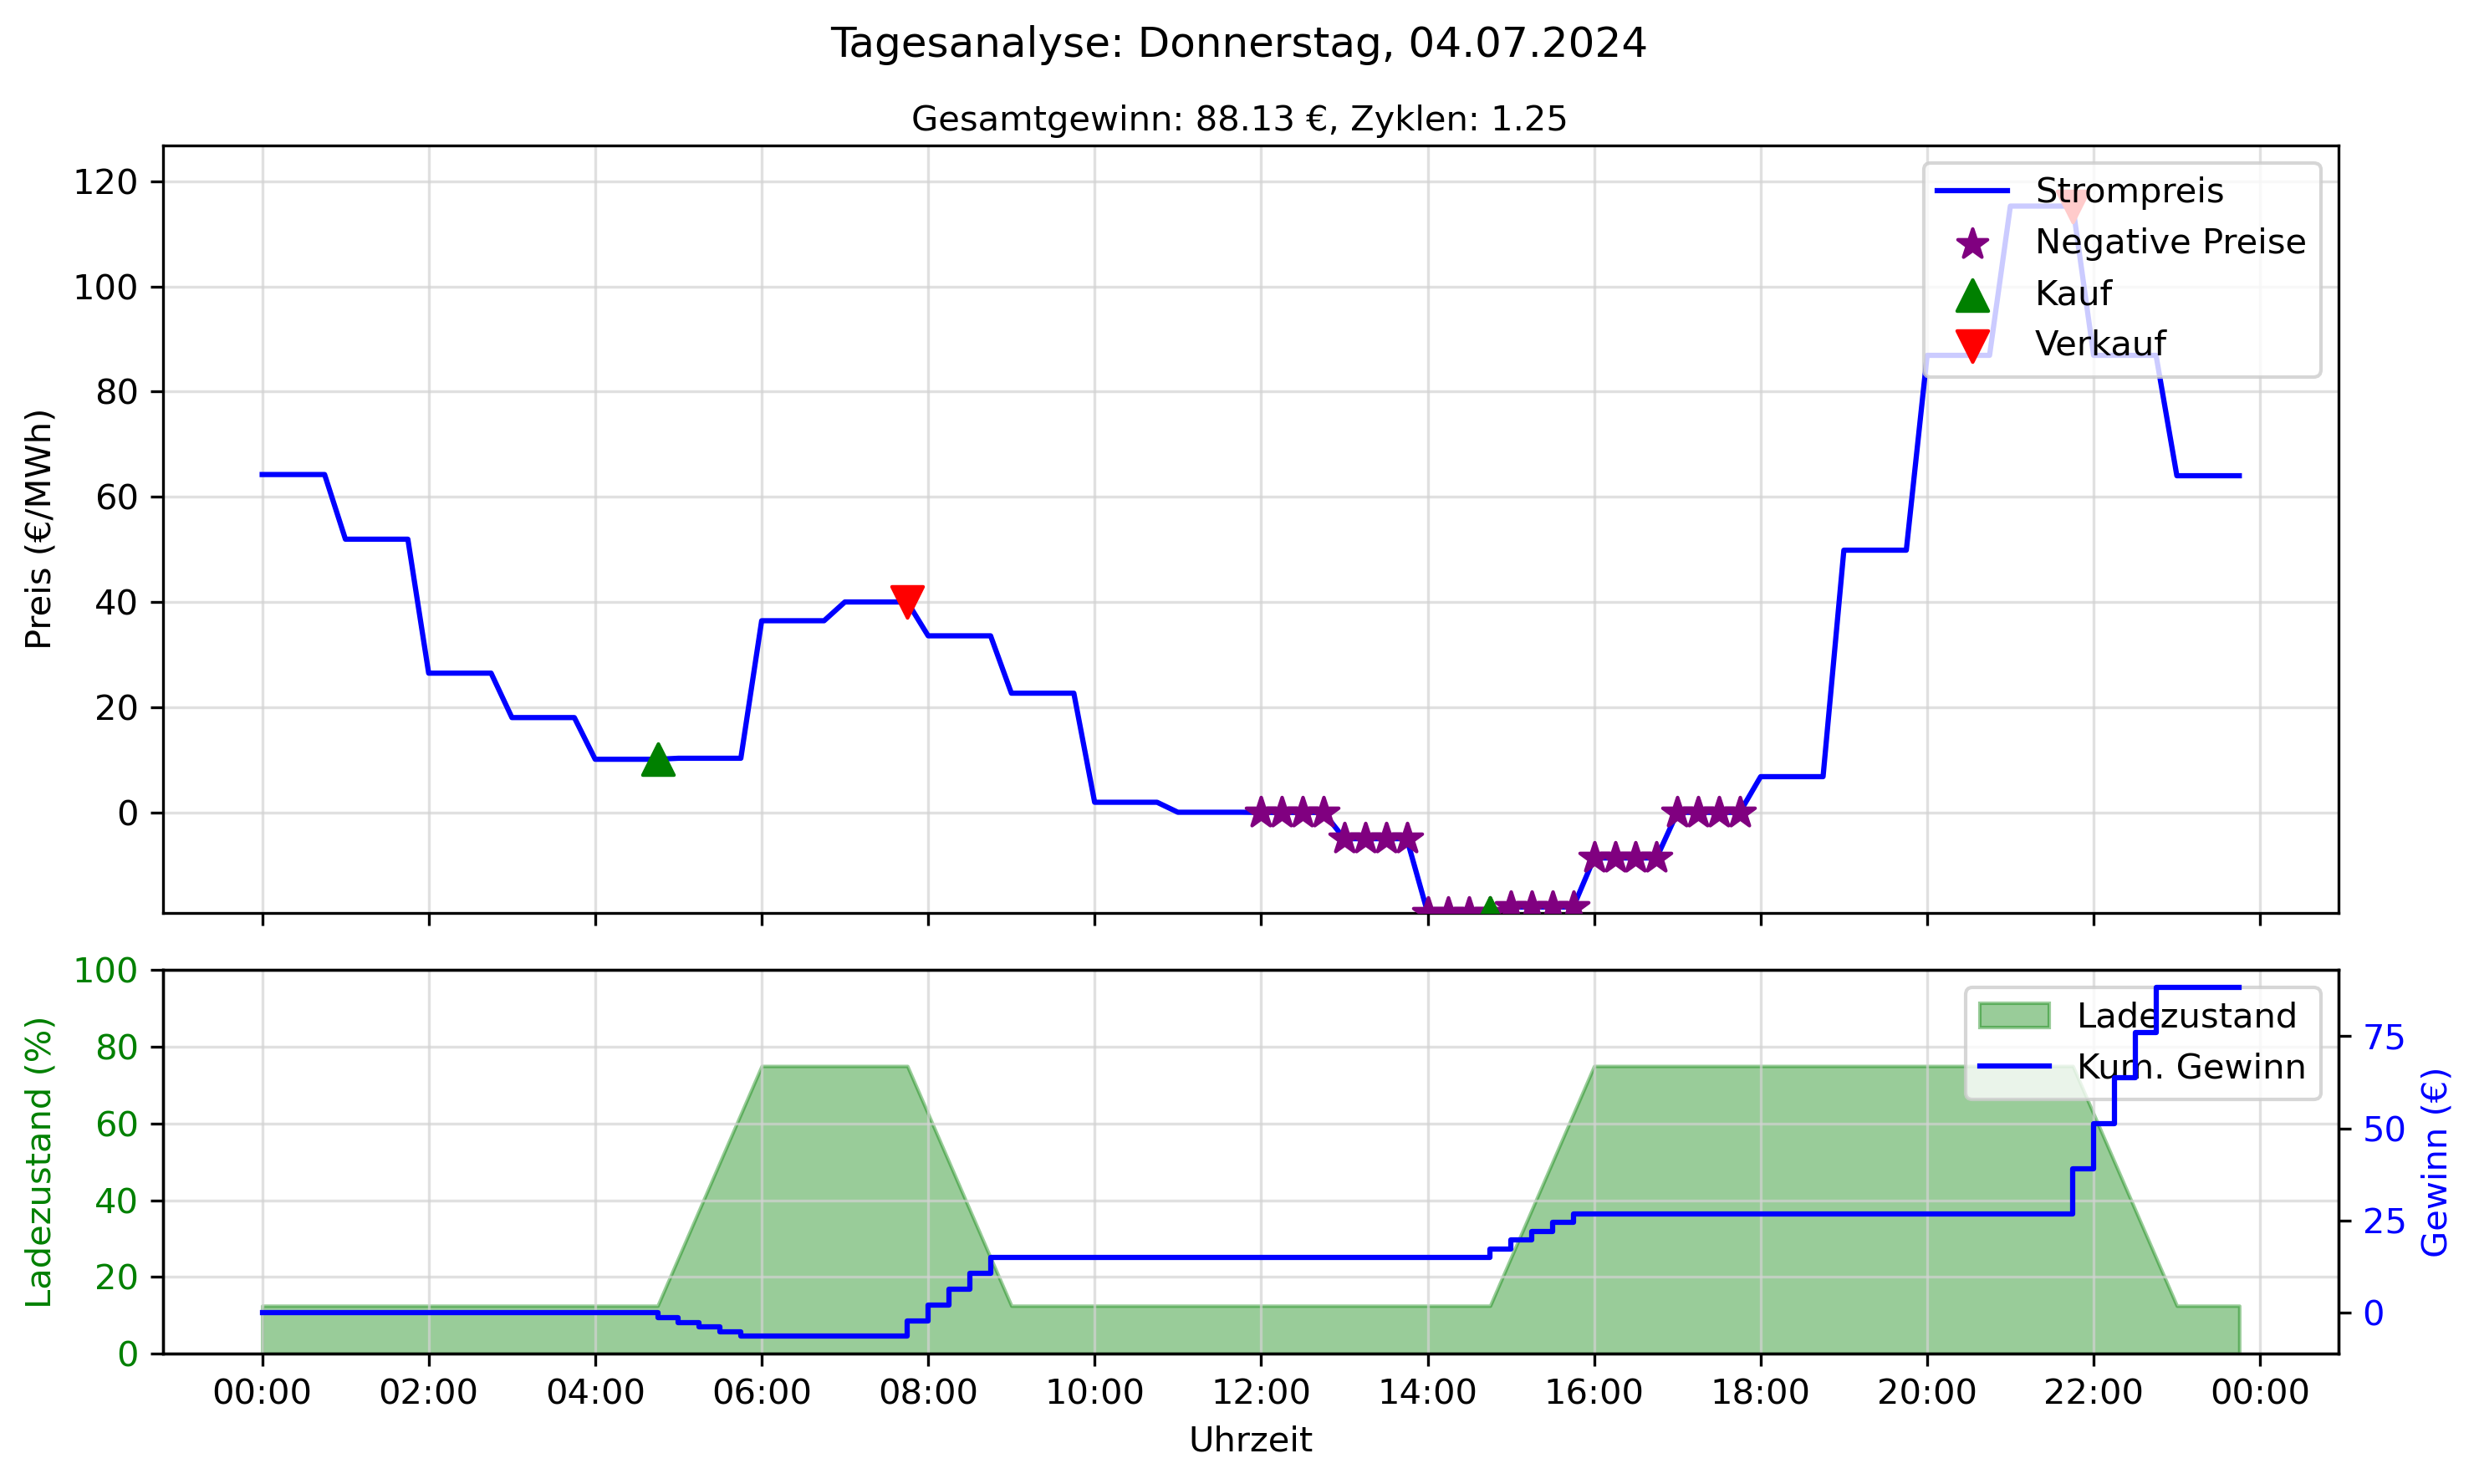 Tagesanalyse: Donnerstag, 04.07.2024
Gesamtgewinn: 88.13 €, Zyklen: 1.25
Preis (€/MWh)
120
100
80
60
40
20
0
Strompreis
Negative Preise
Kauf
Verkauf
Ladezustand (%)
100
80
60
40
20
0
Ladezustand
Kum. Gewinn
75
50
25
0
Gewinn (€)
00:00 02:00 04:00 06:00 08:00 10:00 12:00 14:00 16:00 18:00 20:00 22:00 00:00
Uhrzeit